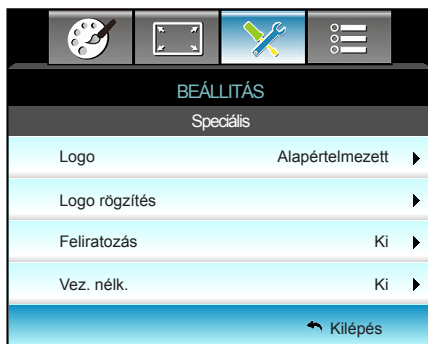 BEÁLLITÁS
Speciális
Logo Alapértelmezett
Logo rögzítés
Feliratozás Ki
Vez. nélk. Ki
Kilépés